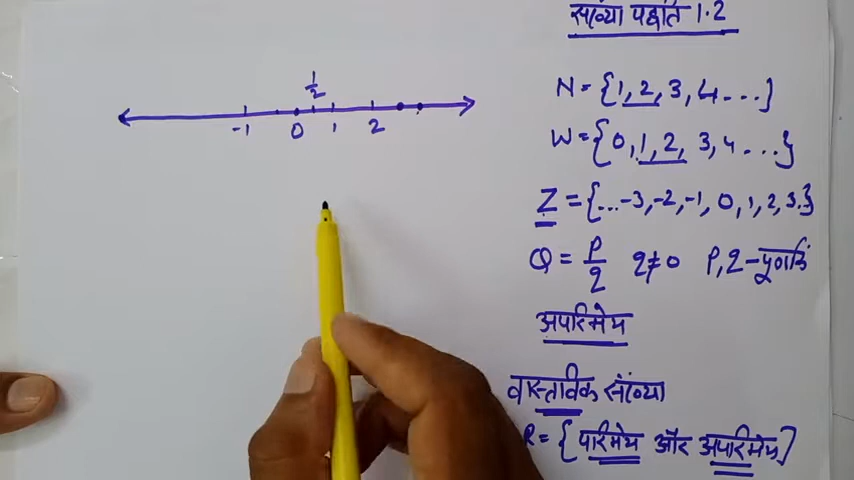 संख्या पद्धति 1.2
1/2
-1 0 1 2
N = {1, 2, 3, 4 - - - }
W = {0, 1, 2, 3, 4 - - - }
Z = {...-3, -2, -1, 0, 1, 2, 3..}
Q = p/q q≠0 p, q - पूर्णांक
अपरिमेय
वास्तविक संख्या
R = { परिमेय और अपरिमेय }